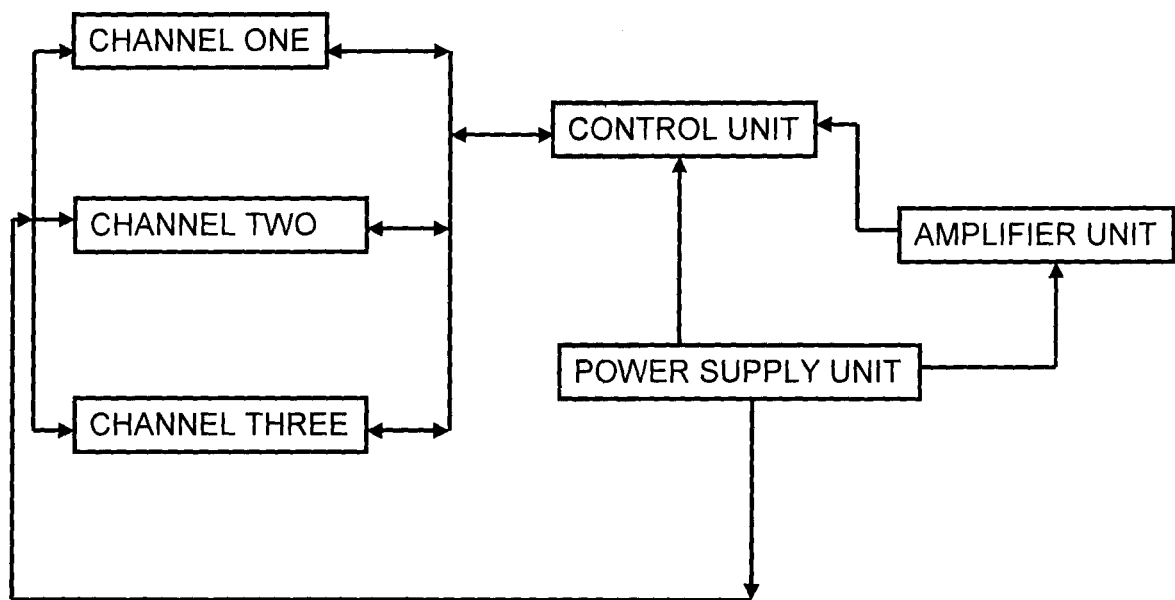 CHANNEL ONE
CONTROL UNIT
CHANNEL TWO
AMPLIFIER UNIT
POWER SUPPLY UNIT
CHANNEL THREE